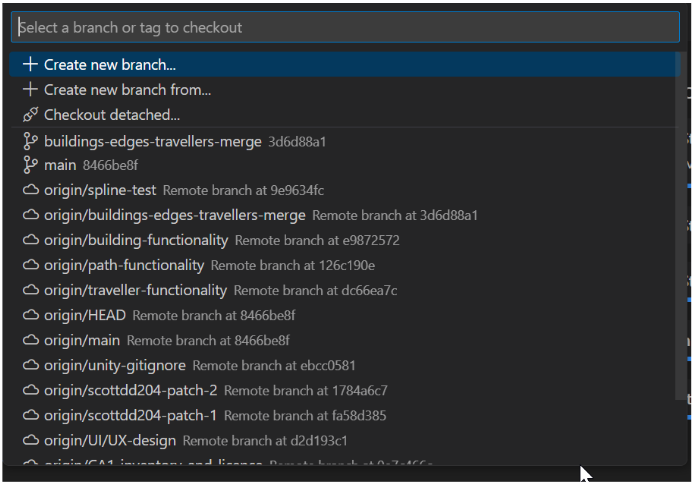 Select a branch or tag to checkout
Create new branch...
Create new branch from...
Checkout detached...
buildings-edges-travellers-merge 3d6d88a1
main 8466be8f
origin/spline-test Remote branch at 9e9634fc
origin/buildings-edges-travellers-merge Remote branch at 3d6d88a1
origin/building-functionality Remote branch at e9872572
origin/path-functionality Remote branch at 126c190e
origin/traveller-functionality Remote branch at dc66ea7c
origin/HEAD Remote branch at 8466be8f
origin/main Remote branch at 8466be8f
origin/unity-gitignore Remote branch at ebcc0581
origin/scottdd204-patch-2 Remote branch at 1784a6c7
origin/scottdd204-patch-1 Remote branch at fa58d385
origin/UI/UX-design Remote branch at d2d193c1
Remote branch at